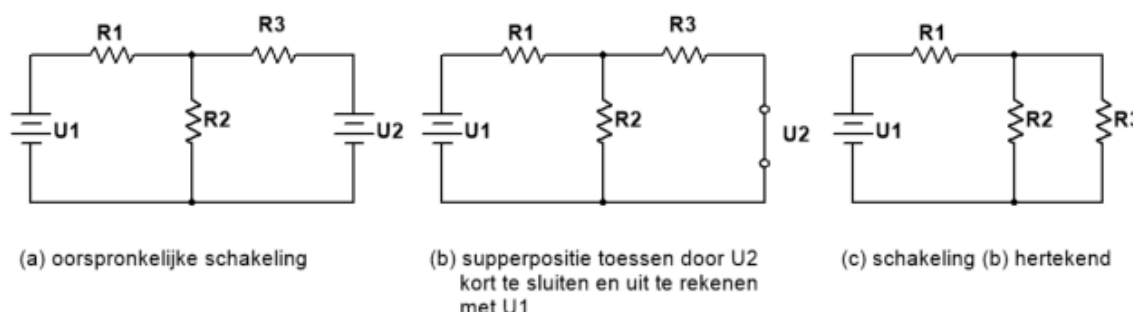 R1
R3
U1
R2
U2
(a) oorspronkelijke schakeling
R1
R3
U1
R2
U2
(b) supperpositie toessen door U2
kort te sluiten en uit te rekenen
met U1
R1
U1
R2
R3
(c) schakeling (b) hertekend